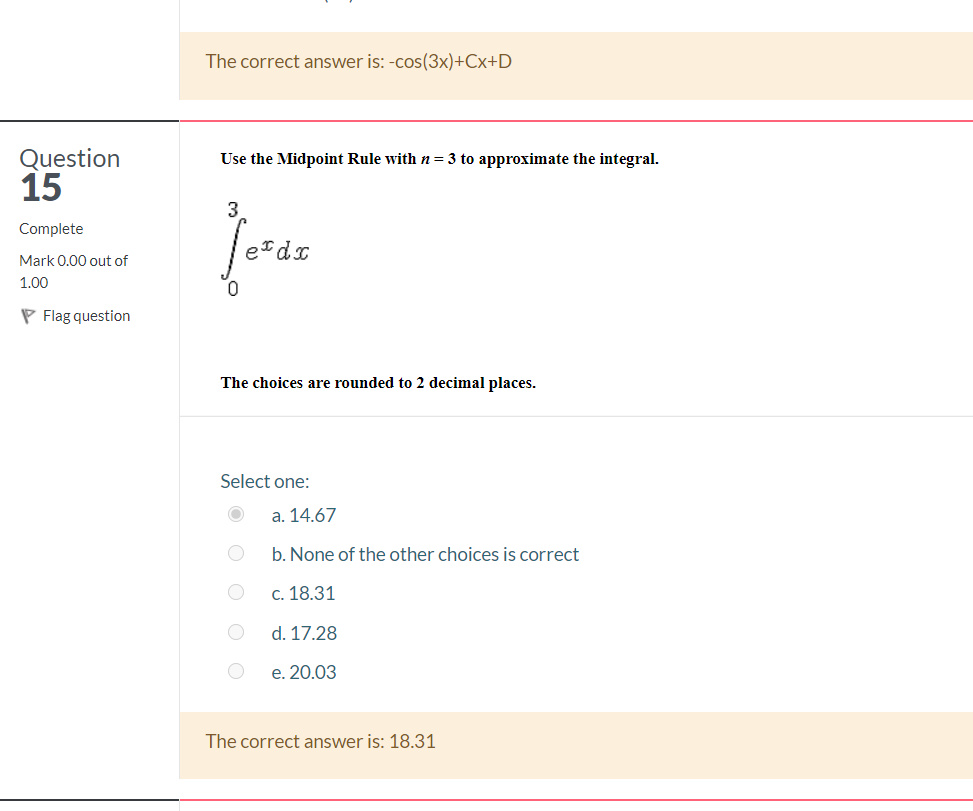 The correct answer is: -cos(3x)+Cx+D
Question
15
Complete
Mark 0.00 out of
1.00
Flag question
Use the Midpoint Rule with n = 3 to approximate the integral.
3
∫ e^x dx
0
The choices are rounded to 2 decimal places.
Select one:
a. 14.67
b. None of the other choices is correct
c. 18.31
d. 17.28
e. 20.03
The correct answer is: 18.31